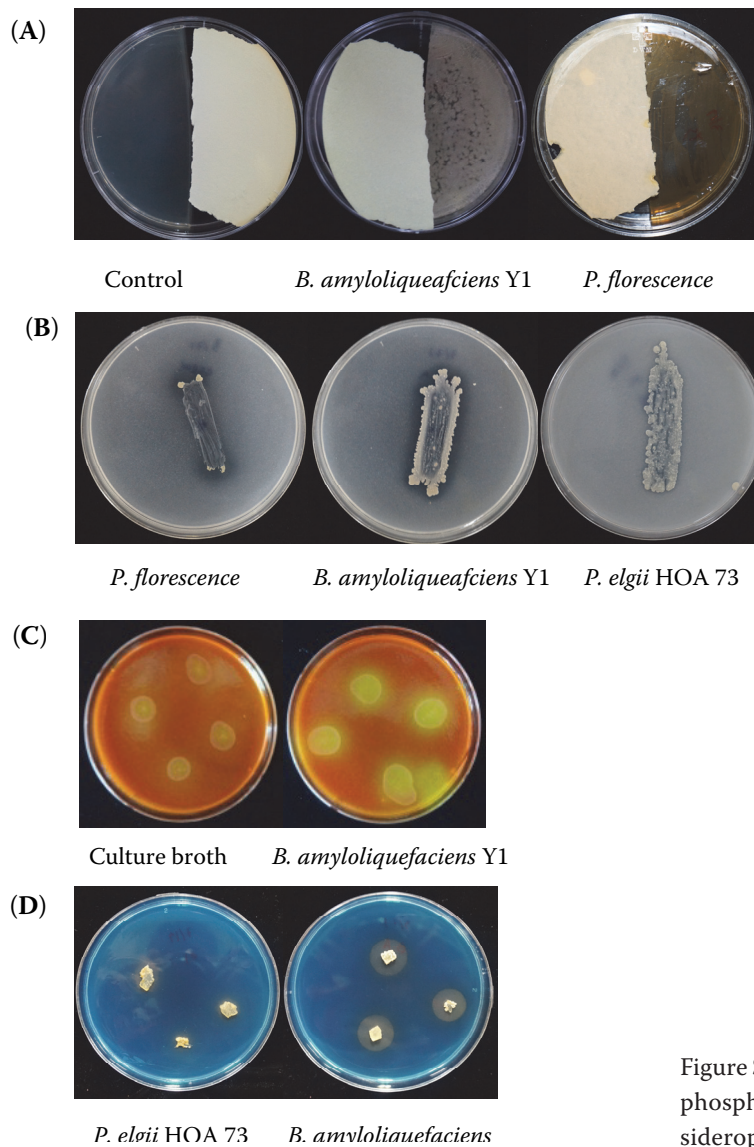 (A)
Control B. amyloliqueafciens Y1 P. florescence
(B)
P. florescence B. amyloliqueafciens Y1 P. elgii HOA 73
(C)
Culture broth B. amyloliquefaciens Y1
(D)
P. elgii HOA 73 B. amyloliquefaciens
Figure
phosph
sideror